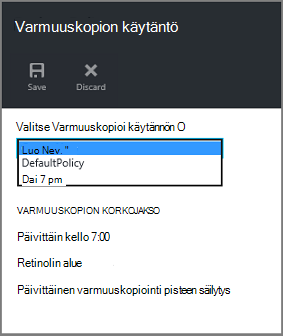 Varmuuskopion käytäntö
Save Discard
Valitse Varmuuskopioi käytännön O
Luo Nev. "
DefaultPolicy
Dai 7 pm
VARMUUSKOPION KORKOJAKSO
Päivittäin kello 7:00
Retinolin alue
Päivittäinen varmuuskopiointi pisteen säilytys